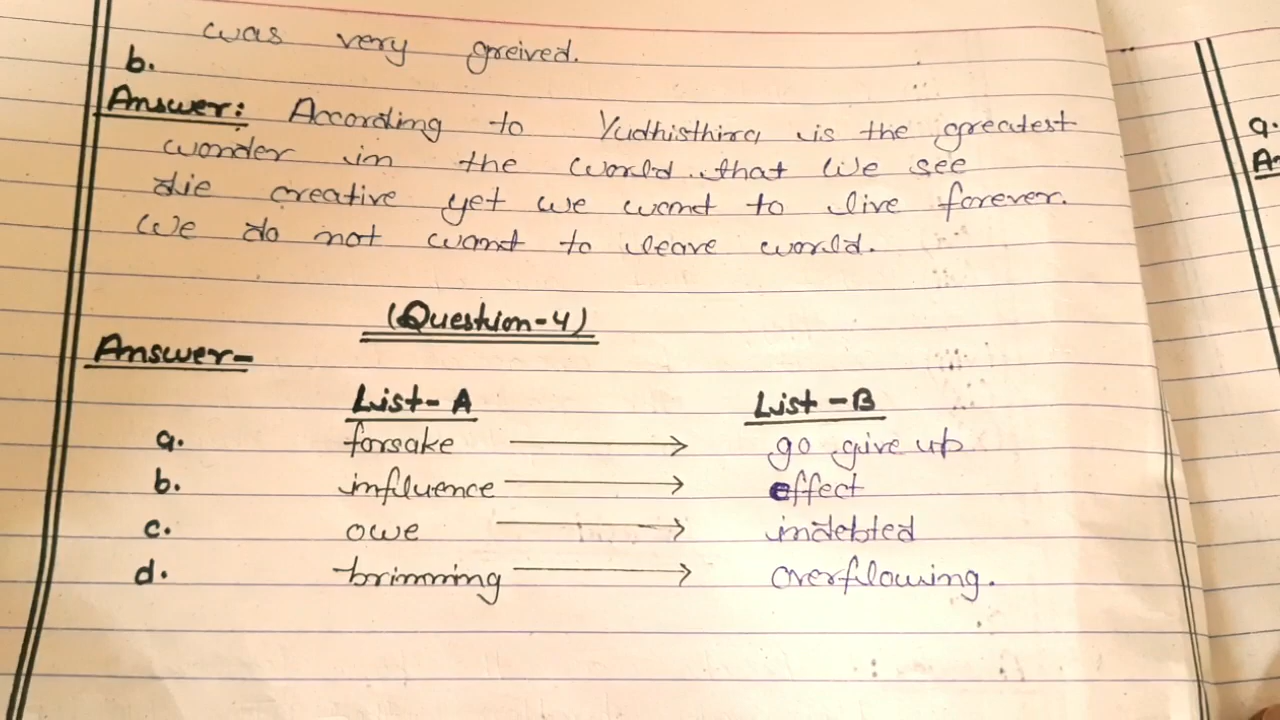 was very greived.
b.
Answer: According to Yudhisthira is the greatest
wonder in the world that we see
die creative yet we want to live forever.
We do not want to leave world.
(Question-4)
Answer-
List-A List-B
a. forsake → go give up
b. influence → effect
c. owe → indebted
d. brimming → overflowing.
a.